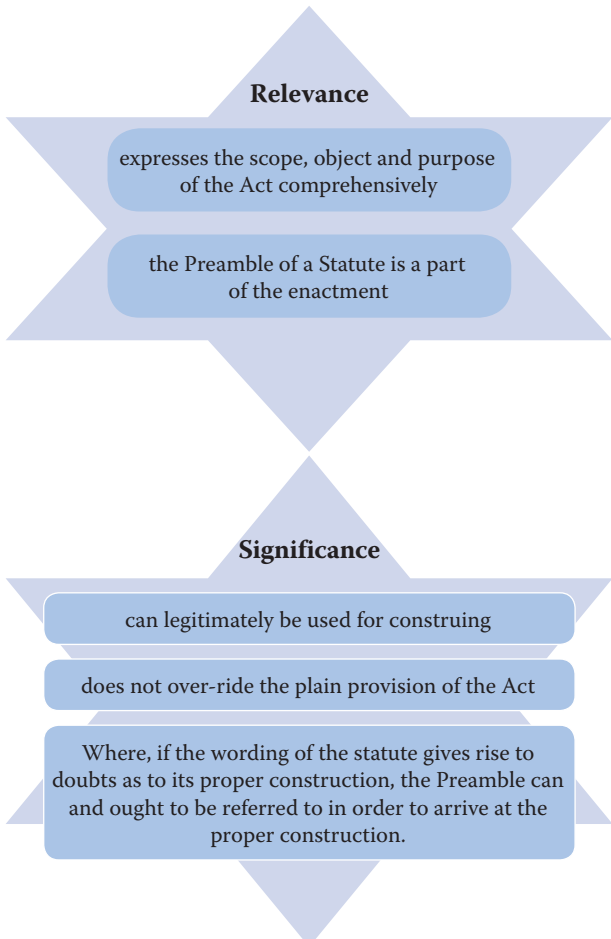 Relevance
expresses the scope, object and purpose
of the Act comprehensively
the Preamble of a Statute is a part
of the enactment
Significance
can legitimately be used for construing
does not over-ride the plain provision of the Act
Where, if the wording of the statute gives rise to
doubts as to its proper construction, the Preamble can
and ought to be referred to in order to arrive at the
proper construction.